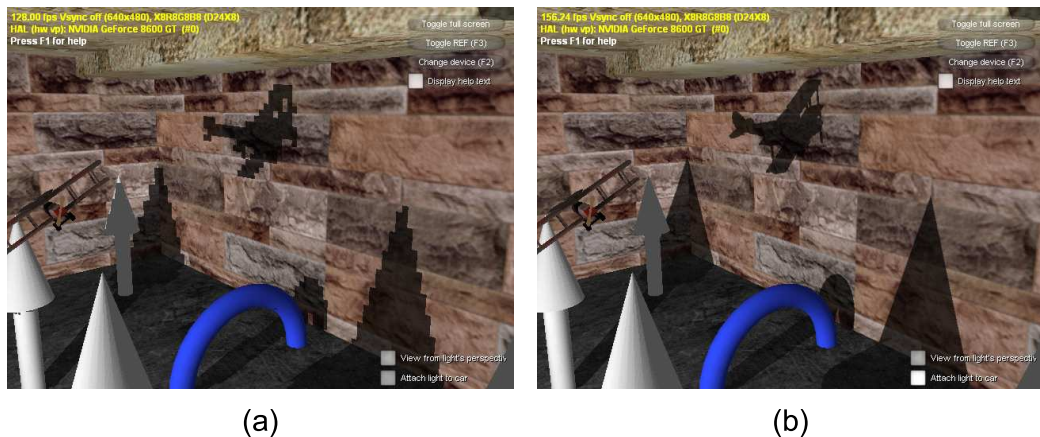 128.00 fps Vsync off (640x480), X8R8G8B8 (D24X8)
HAL (hw vp): NVIDIA GeForce 8600 GT (#0)
Press F1 for help
Toggle full screen
Toggle REF (F3)
Change device (F2)
Display help text
View from light's perspectiv
Attach light to car
(a)
156.24 fps Vsync off (640x480), X8R8G8B8 (D24X8)
HAL (hw vp): NVIDIA GeForce 8600 GT (#0)
Press F1 for help
Toggle full screen
Toggle REF (F3)
Change device (F2)
Display help text
View from light's perspectiv
Attach light to car
(b)